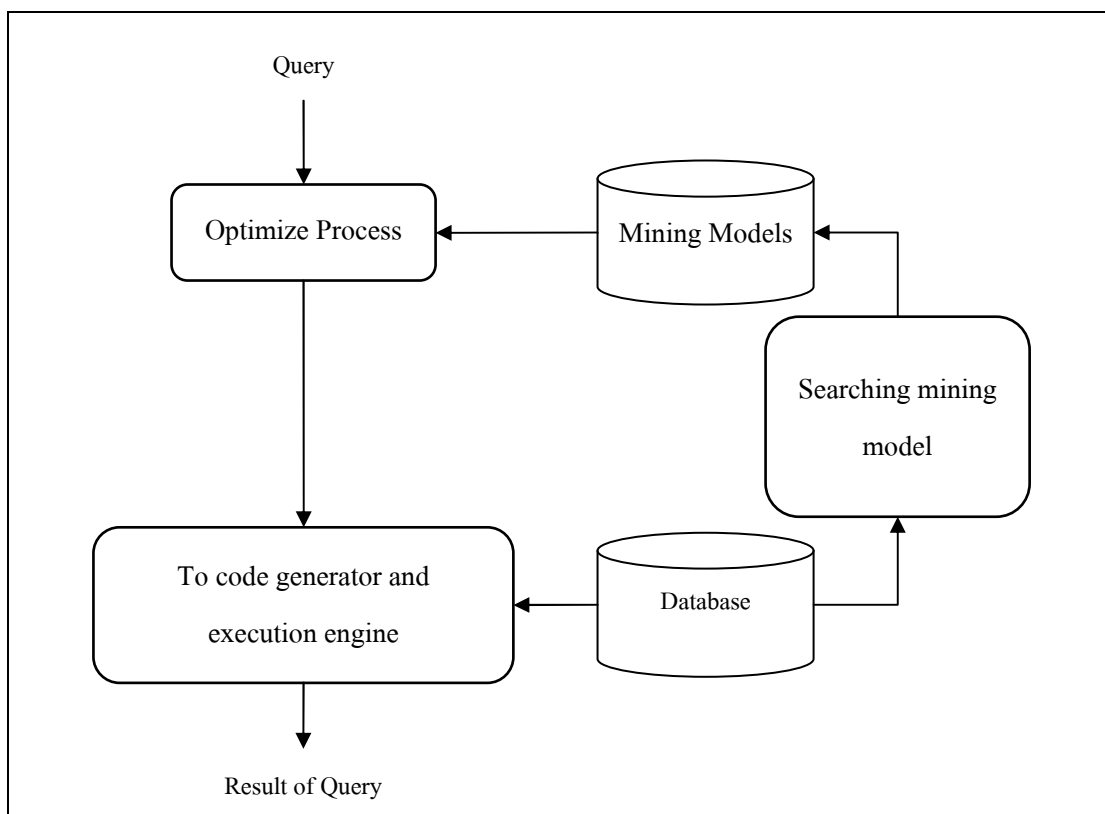 Query
Optimize Process
Mining Models
Searching mining
model
To code generator and
execution engine
Database
Result of Query